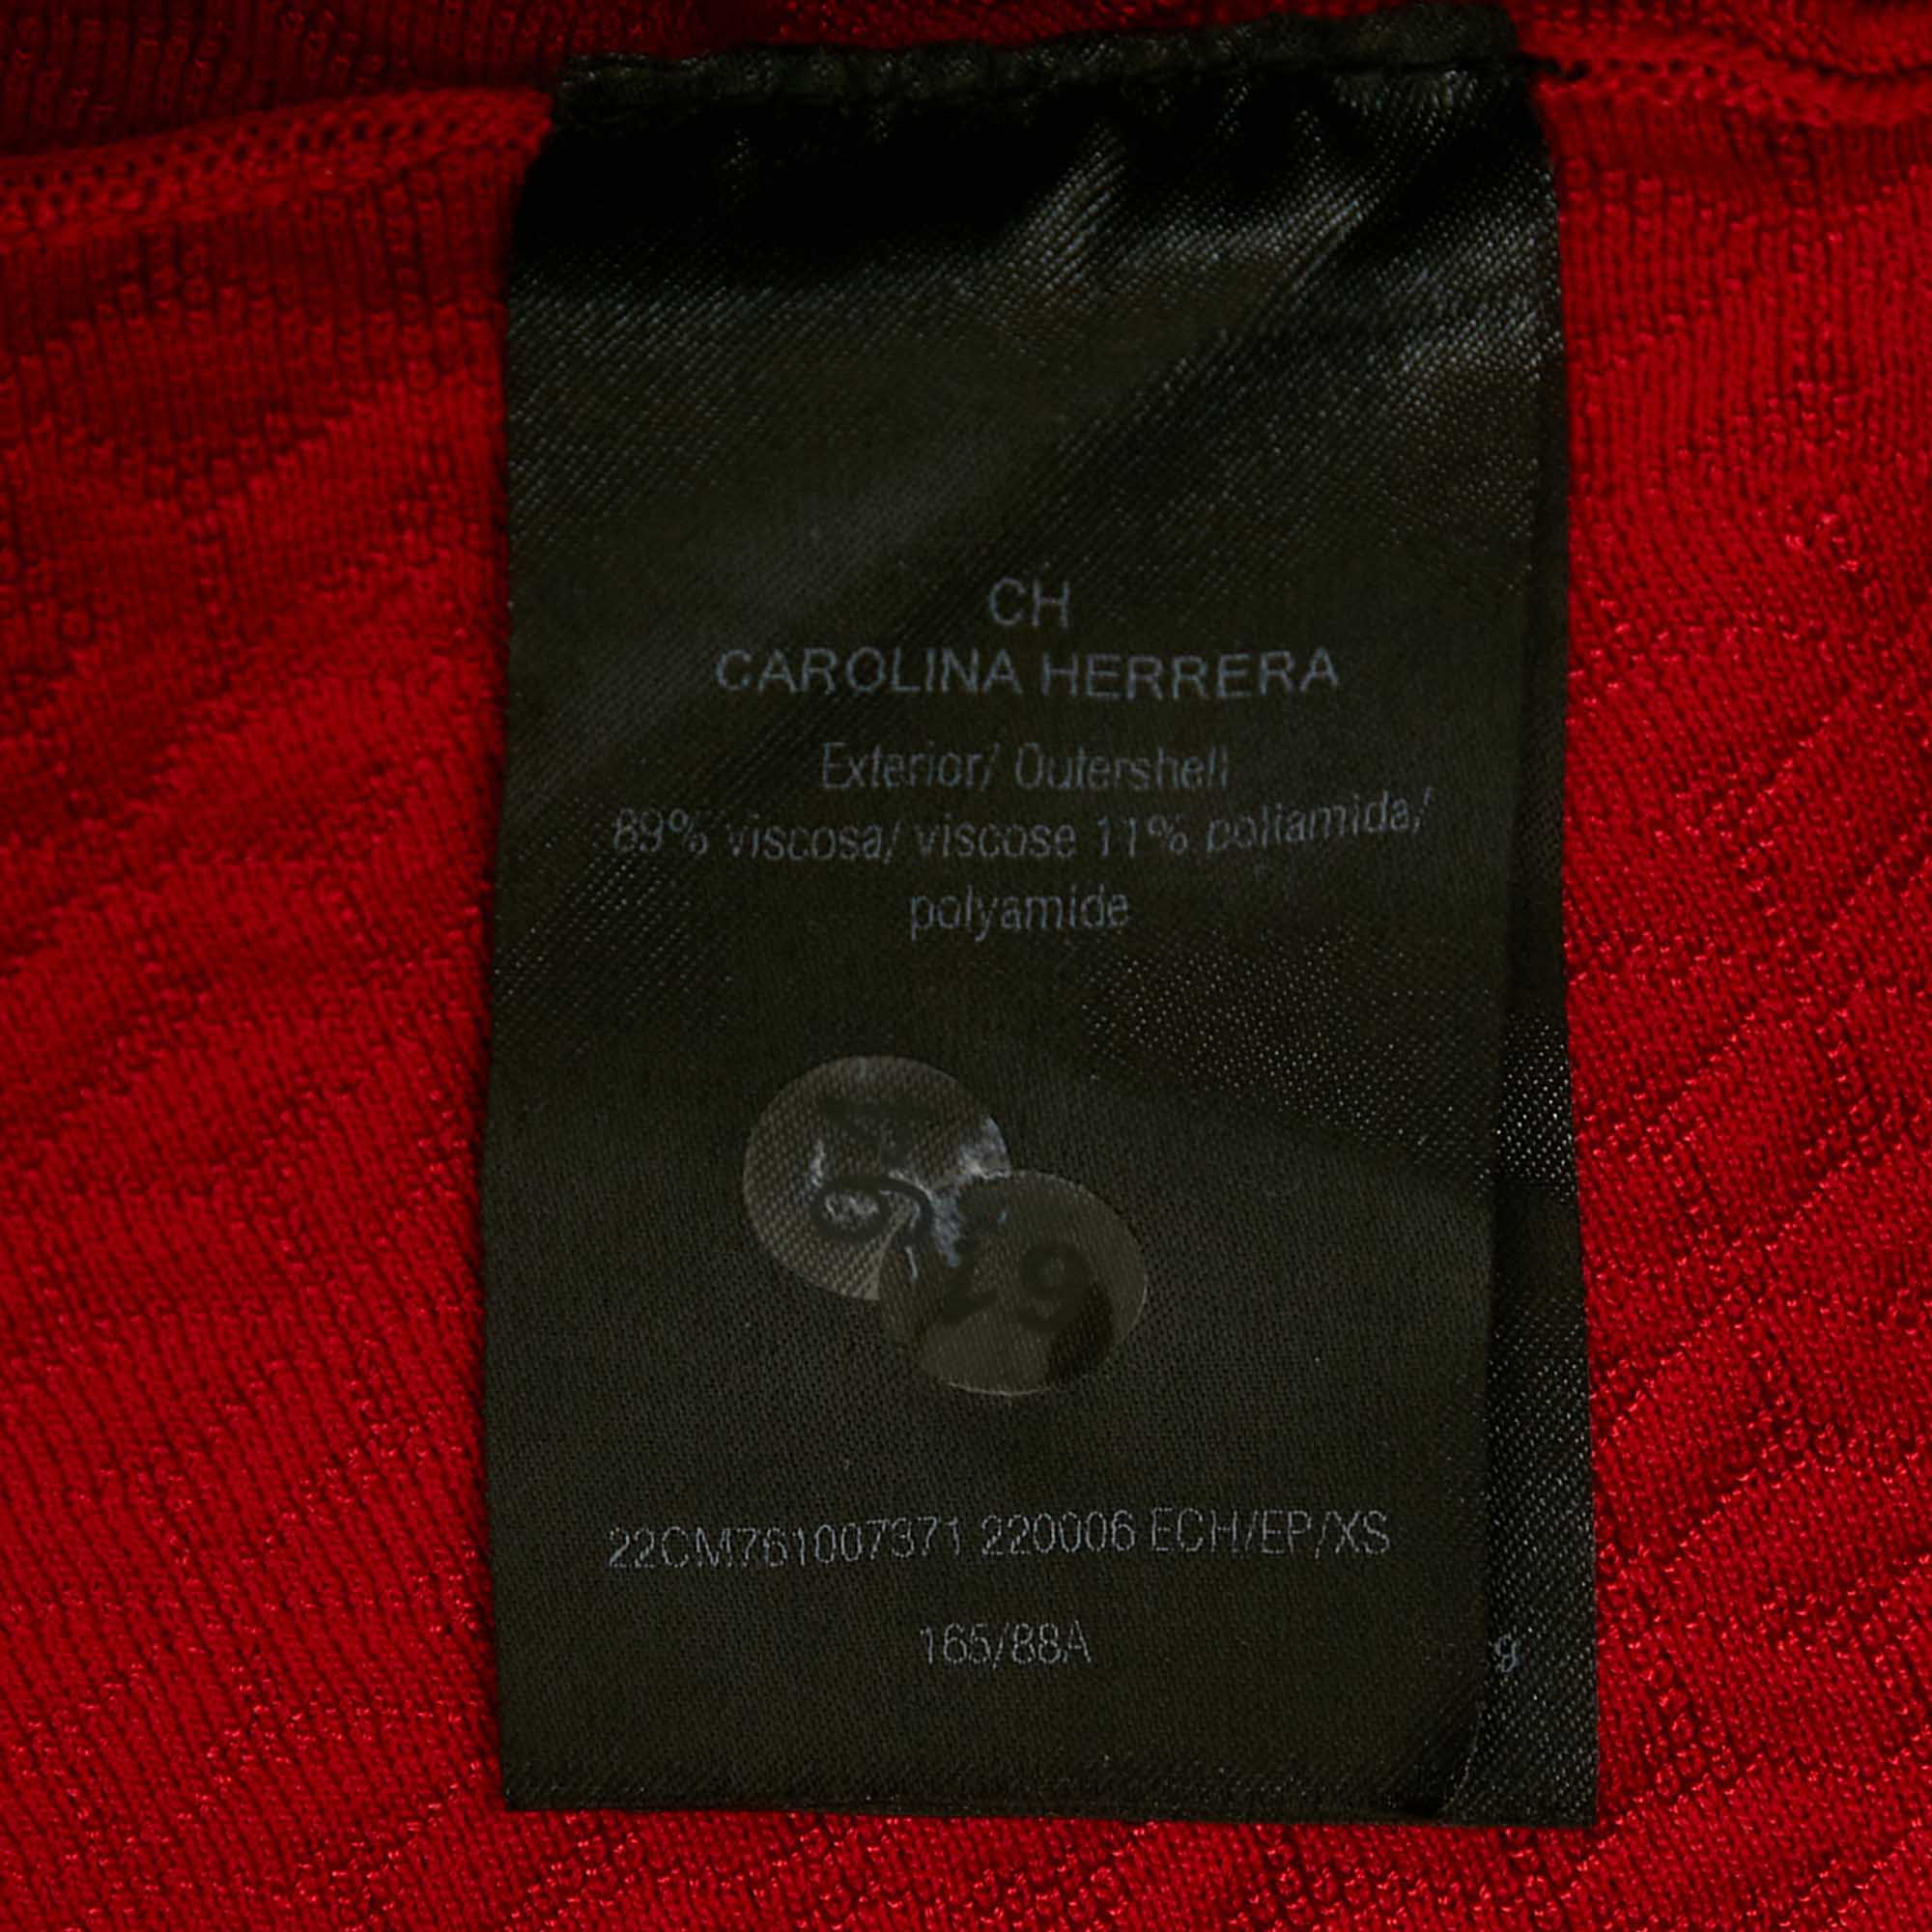 CH
CAROLINA HERRERA
Exterior/ Outershell
89% viscosa/ viscose 11% poliamida/
polyamide
22CM761007371 220006 ECH/EP/XS
165/88A